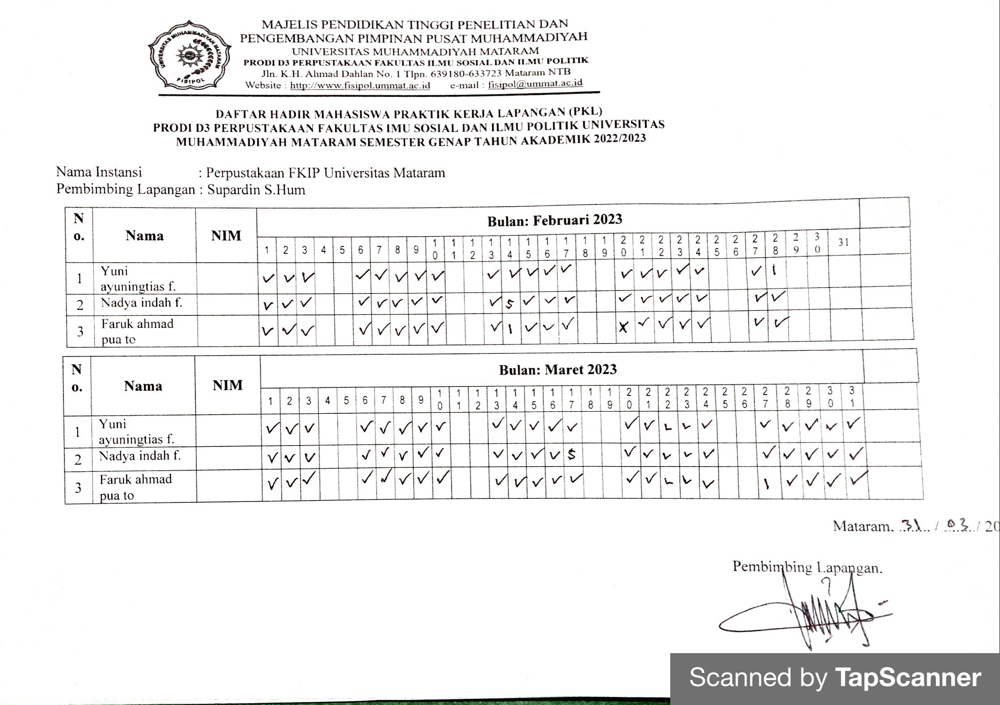 MAJELIS PENDIDIKAN TINGGI PENELITIAN DAN
PENGEMBANGAN PIMPINAN PUSAT MUHAMMADIYAH
UNIVERSITAS MUHAMMADIYAH MATARAM
PRODI D3 PERPUSTAKAAN FAKULTAS ILMU SOSIAL DAN ILMU POLITIK
Jln. K.H. Ahmad Dahlan No. 1 Tlpn. 639180-633723 Mataram NTB
Website : http://www.fisipol.ummat.ac.id e-mail : fisipol@ummat.ac.id
UNIVERSITAS MUHAMMADIYAH MATARAM
FISIPOL
DAFTAR HADIR MAHASISWA PRAKTIK KERJA LAPANGAN (PKL)
PRODI D3 PERPUSTAKAAN FAKULTAS IMU SOSIAL DAN ILMU POLITIK UNIVERSITAS
MUHAMMADIYAH MATARAM SEMESTER GENAP TAHUN AKADEMIK 2022/2023
Nama Instansi : Perpustakaan FKIP Universitas Mataram
Pembimbing Lapangan : Supardin S.Hum
No. Nama NIM Bulan: Februari 2023
1 2 3 4 5 6 7 8 9 10 11 12 13 14 15 16 17 18 19 20 21 22 23 24 25 26 27 28 29 30 31
1 Yuni ✓ ✓ ✓ ✓ ✓ ✓ ✓ ✓ ✓ ✓ ✓ ✓ ✓ ✓ ✓ ✓ ✓ ✓ ✓ I
ayuningtias f.
2 Nadya indah f. ✓ ✓ ✓ ✓ ✓ ✓ ✓ ✓ ✓ S ✓ ✓ ✓ ✓ ✓ ✓ ✓ ✓ ✓ ✓
3 Faruk ahmad ✓ ✓ ✓ ✓ ✓ ✓ ✓ ✓ ✓ I ✓ ✓ ✓ X ✓ ✓ ✓ ✓ ✓ ✓
pua to
No. Nama NIM Bulan: Maret 2023
1 2 3 4 5 6 7 8 9 10 11 12 13 14 15 16 17 18 19 20 21 22 23 24 25 26 27 28 29 30 31
1 Yuni ✓ ✓ ✓ ✓ ✓ ✓ ✓ ✓ ✓ ✓ ✓ ✓ ✓ ✓ ✓ ✓ ✓ ✓ ✓ ✓ ✓ ✓ ✓
ayuningtias f.
2 Nadya indah f. ✓ ✓ ✓ ✓ ✓ ✓ ✓ ✓ ✓ ✓ ✓ ✓ S ✓ ✓ ✓ ✓ ✓ ✓ ✓ ✓ ✓ ✓
3 Faruk ahmad ✓ ✓ ✓ ✓ ✓ ✓ ✓ ✓ ✓ ✓ ✓ ✓ ✓ ✓ ✓ ✓ ✓ ✓ I ✓ ✓ ✓ ✓
pua to
Mataram, 31 / 03 / 20
Pembimbing Lapangan.
Scanned by TapScanner